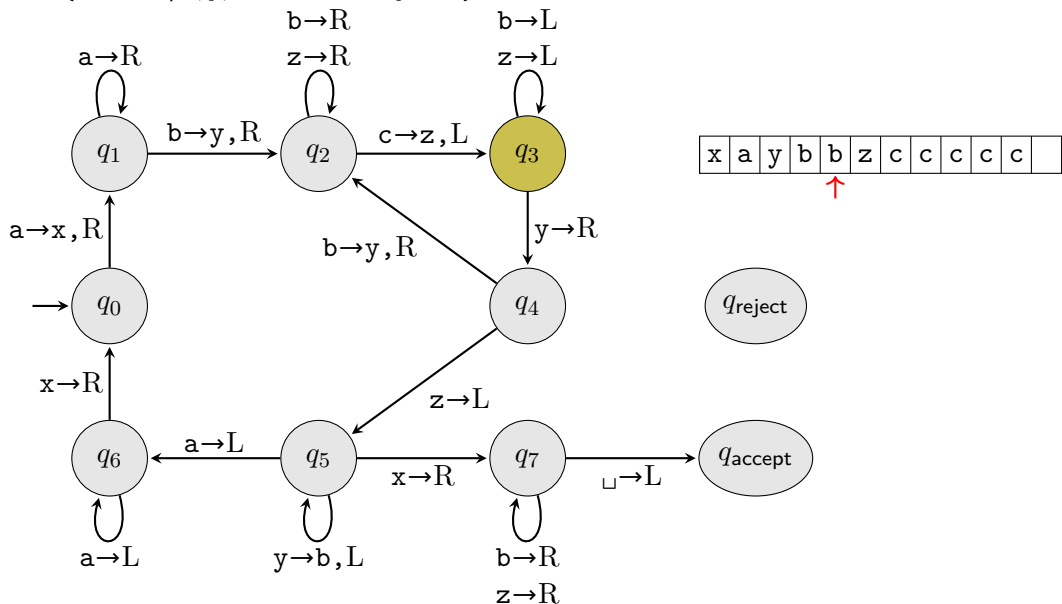 b→R
z→R
b→L
z→L
a→R
q1
b→y,R
q2
c→z,L
q3
x a y b b z c c c c c
↑
a→x,R
b→y,R
y→R
q0
q4
qreject
x→R
z→L
q6
a→L
q5
x→R
q7
␣→L
qaccept
a→L
y→b,L
b→R
z→R